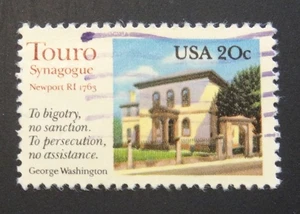 Touro
Synagogue
Newport RI 1763
USA 20c
To bigotry,
no sanction.
To persecution,
no assistance.
George Washington